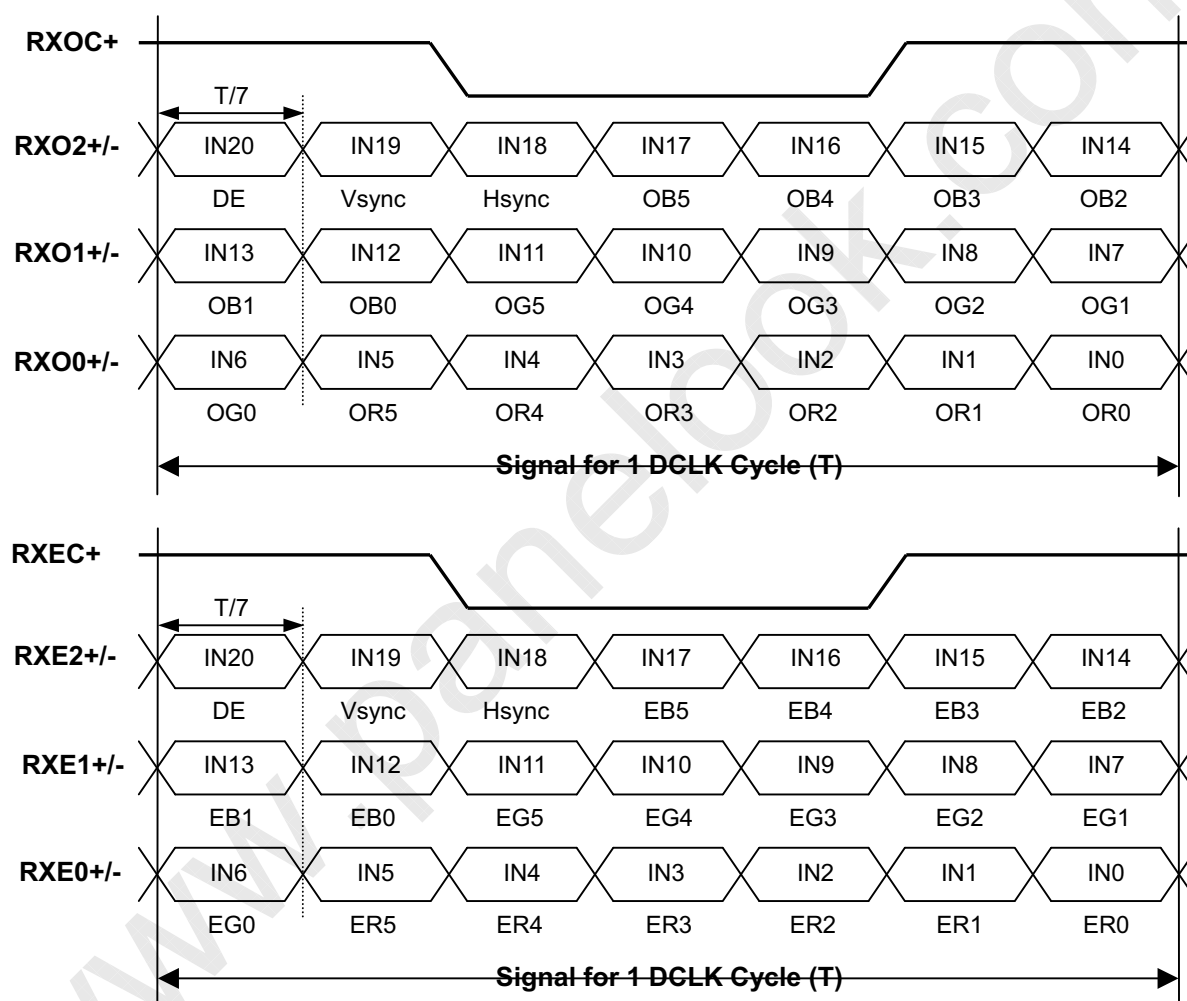 RXOC+
T/7
RXO2+/- IN20 IN19 IN18 IN17 IN16 IN15 IN14
DE Vsync Hsync OB5 OB4 OB3 OB2
RXO1+/- IN13 IN12 IN11 IN10 IN9 IN8 IN7
OB1 OB0 OG5 OG4 OG3 OG2 OG1
RXO0+/- IN6 IN5 IN4 IN3 IN2 IN1 IN0
OG0 OR5 OR4 OR3 OR2 OR1 OR0
Signal for 1 DCLK Cycle (T)
RXEC+
T/7
RXE2+/- IN20 IN19 IN18 IN17 IN16 IN15 IN14
DE Vsync Hsync EB5 EB4 EB3 EB2
RXE1+/- IN13 IN12 IN11 IN10 IN9 IN8 IN7
EB1 EB0 EG5 EG4 EG3 EG2 EG1
RXE0+/- IN6 IN5 IN4 IN3 IN2 IN1 IN0
EG0 ER5 ER4 ER3 ER2 ER1 ER0
Signal for 1 DCLK Cycle (T)
www.panelook.com